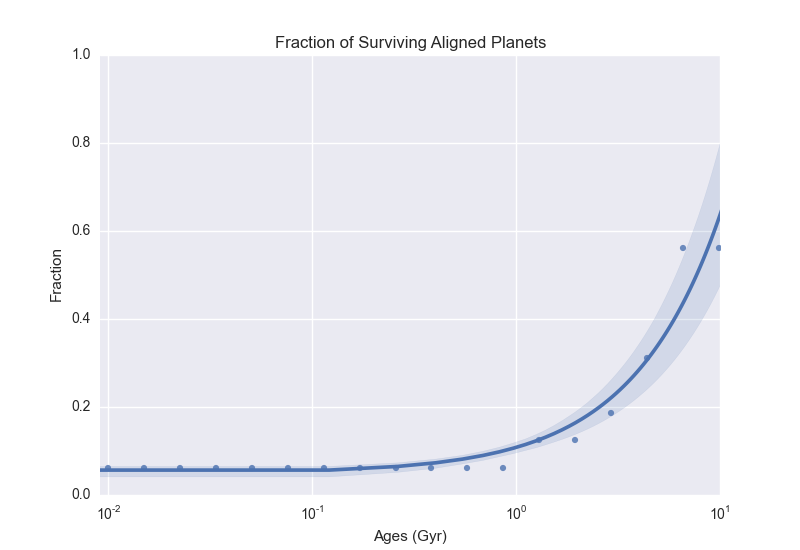 Fraction of Surviving Aligned Planets
1.0
0.8
0.6
0.4
0.2
0.0
Fraction
10⁻² 10⁻¹ 10⁰ 10¹
Ages (Gyr)